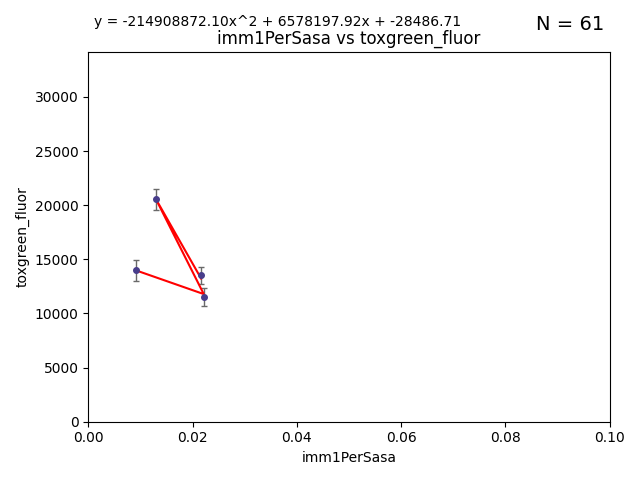 y = -214908872.10x^2 + 6578197.92x + -28486.71
N = 61
imm1PerSasa vs toxgreen_fluor
30000
25000
20000
15000
10000
5000
0
toxgreen_fluor
0.00 0.02 0.04 0.06 0.08 0.10
imm1PerSasa